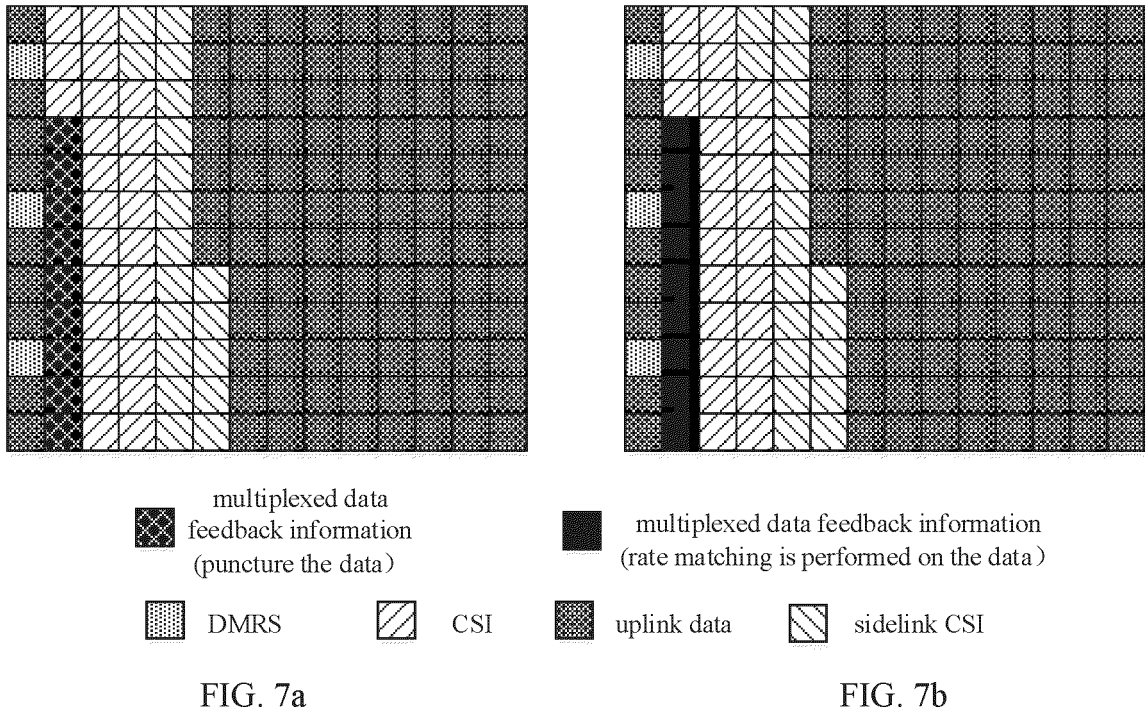 multiplexed data
feedback information
(puncture the data）
multiplexed data feedback information
(rate matching is performed on the data）
DMRS
CSI
uplink data
sidelink CSI
FIG. 7a
FIG. 7b